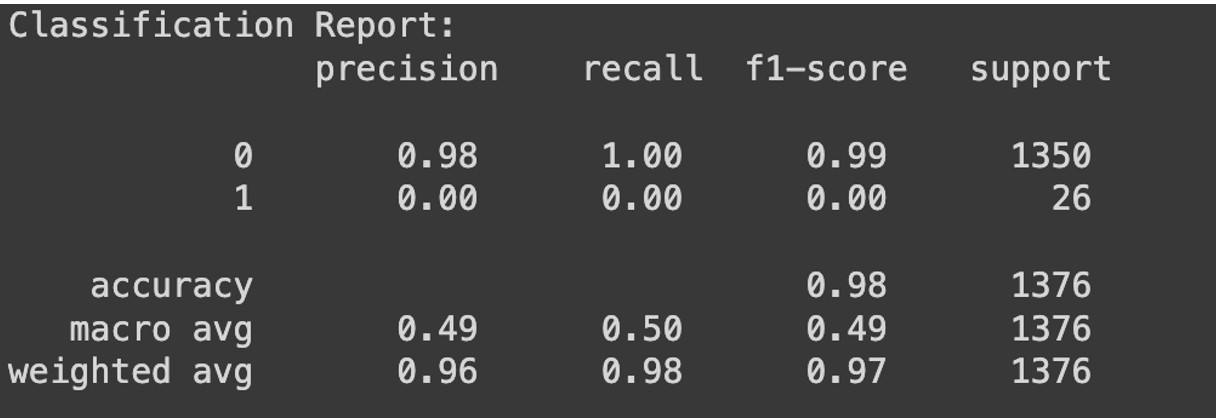 Classification Report:
precision recall f1-score support
0 0.98 1.00 0.99 1350
1 0.00 0.00 0.00 26
accuracy 0.98 1376
macro avg 0.49 0.50 0.49 1376
weighted avg 0.96 0.98 0.97 1376